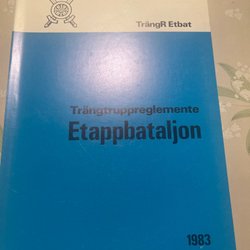 TrängR Etbat
Trängtruppreglemente
Etappbataljon
1983